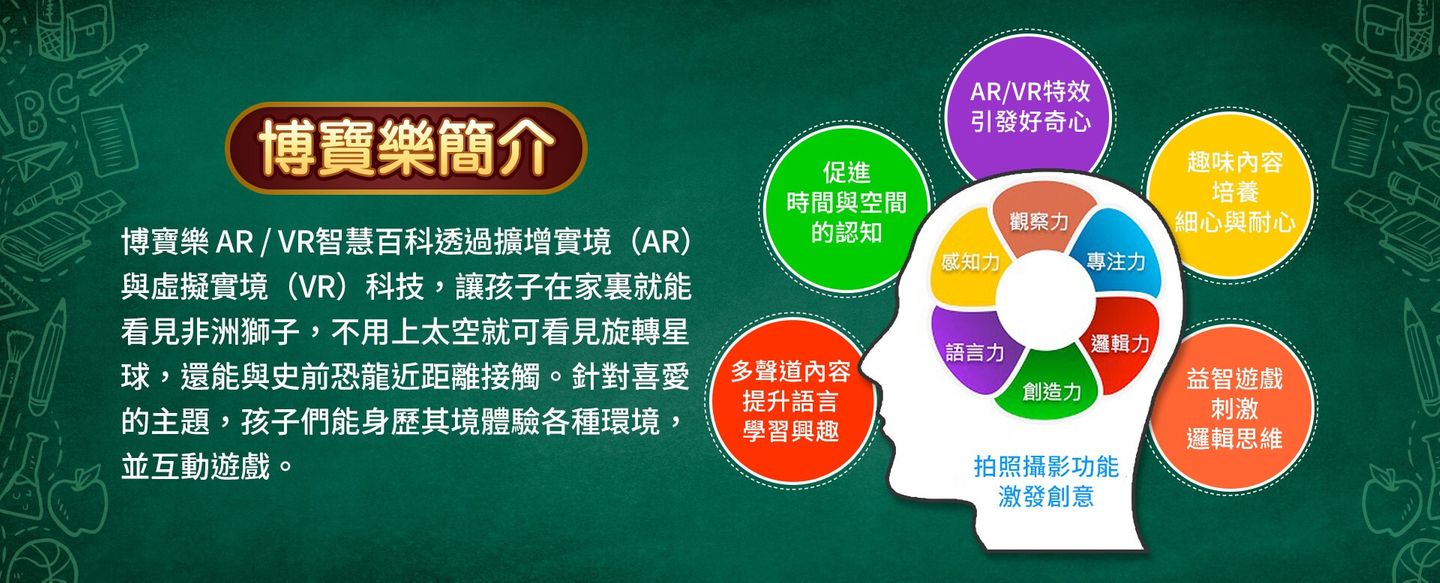 博寶樂簡介
博寶樂 AR / VR智慧百科透過擴增實境（AR）
與虛擬實境（VR）科技，讓孩子在家裏就能
看見非洲獅子，不用上太空就可看見旋轉星
球，還能與史前恐龍近距離接觸。針對喜愛
的主題，孩子們能身歷其境體驗各種環境，
並互動遊戲。
AR/VR特效
引發好奇心
促進
時間與空間
的認知
趣味內容
培養
細心與耐心
多聲道內容
提升語言
學習興趣
益智遊戲
刺激
邏輯思維
觀察力
專注力
邏輯力
創造力
語言力
感知力
拍照攝影功能
激發創意
ABC